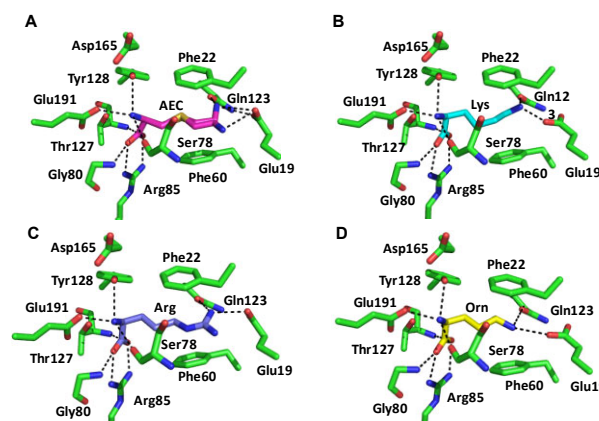 A
Asp165
Phe22
Tyr128
AEC
Gln123
Glu191
Thr127
Ser78
Gly80
Phe60
Glu19
Arg85
B
Asp165
Phe22
Tyr128
Lys
Gln12
3
Glu191
Thr127
Ser78
Gly80
Phe60
Glu19
Arg85
C
Asp165
Phe22
Tyr128
Arg
Gln123
Glu191
Thr127
Ser78
Phe60
Glu19
Gly80
Arg85
D
Asp165
Phe22
Tyr128
Orn
Gln123
Glu191
Thr127
Ser78
Phe60
Glu1
Gly80
Arg85